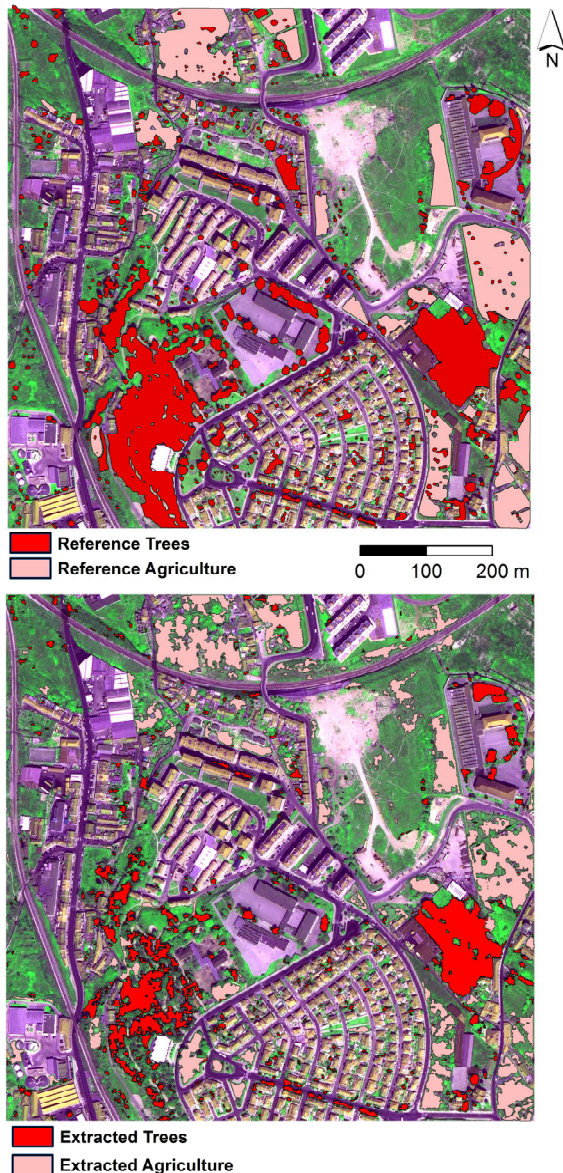 N
Reference Trees
Reference Agriculture
0 100 200 m
Extracted Trees
Extracted Agriculture